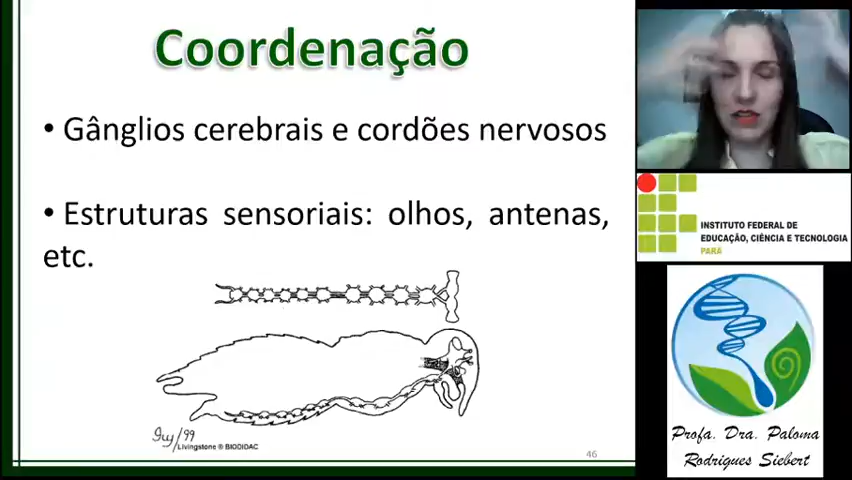 Coordenação
• Gânglios cerebrais e cordões nervosos
• Estruturas sensoriais: olhos, antenas,
etc.
/99
Livingstone © BIODIDAC
46
INSTITUTO FEDERAL DE
EDUCAÇÃO, CIÊNCIA E TECNOLOGIA
PARÁ
Profa. Dra. Paloma
Rodrigues Siebert